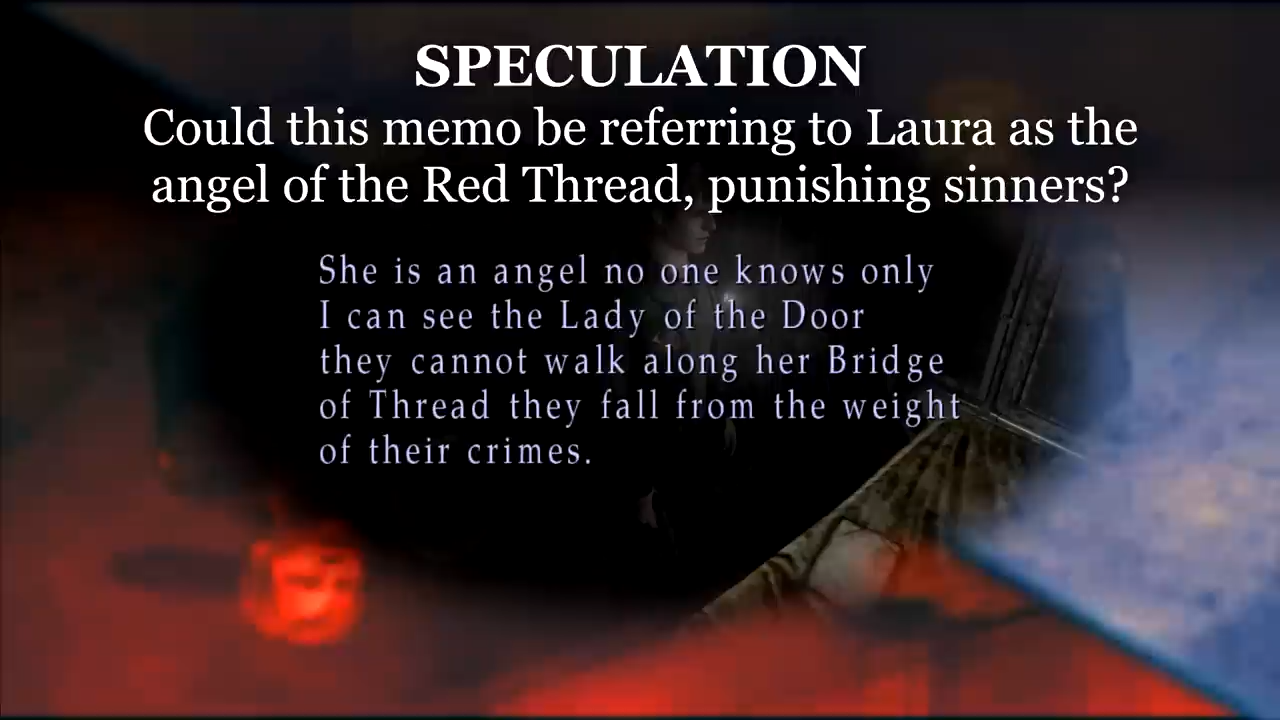 SPECULATION
Could this memo be referring to Laura as the
angel of the Red Thread, punishing sinners?
She is an angel no one knows only
I can see the Lady of the Door
they cannot walk along her Bridge
of Thread they fall from the weight
of their crimes.